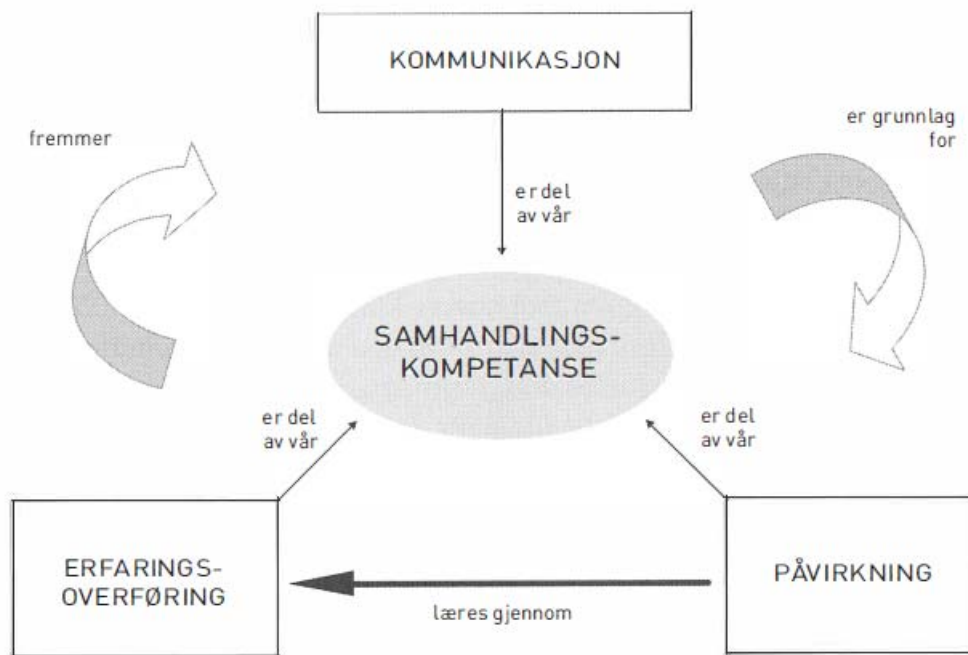 KOMMUNIKASJON
fremmer
er grunnlag
for
er del
av vår
SAMHANDLINGS-
KOMPETANSE
er del
av vår
er del
av vår
ERFARINGS-
OVERFØRING
PÅVIRKNING
læres gjennom